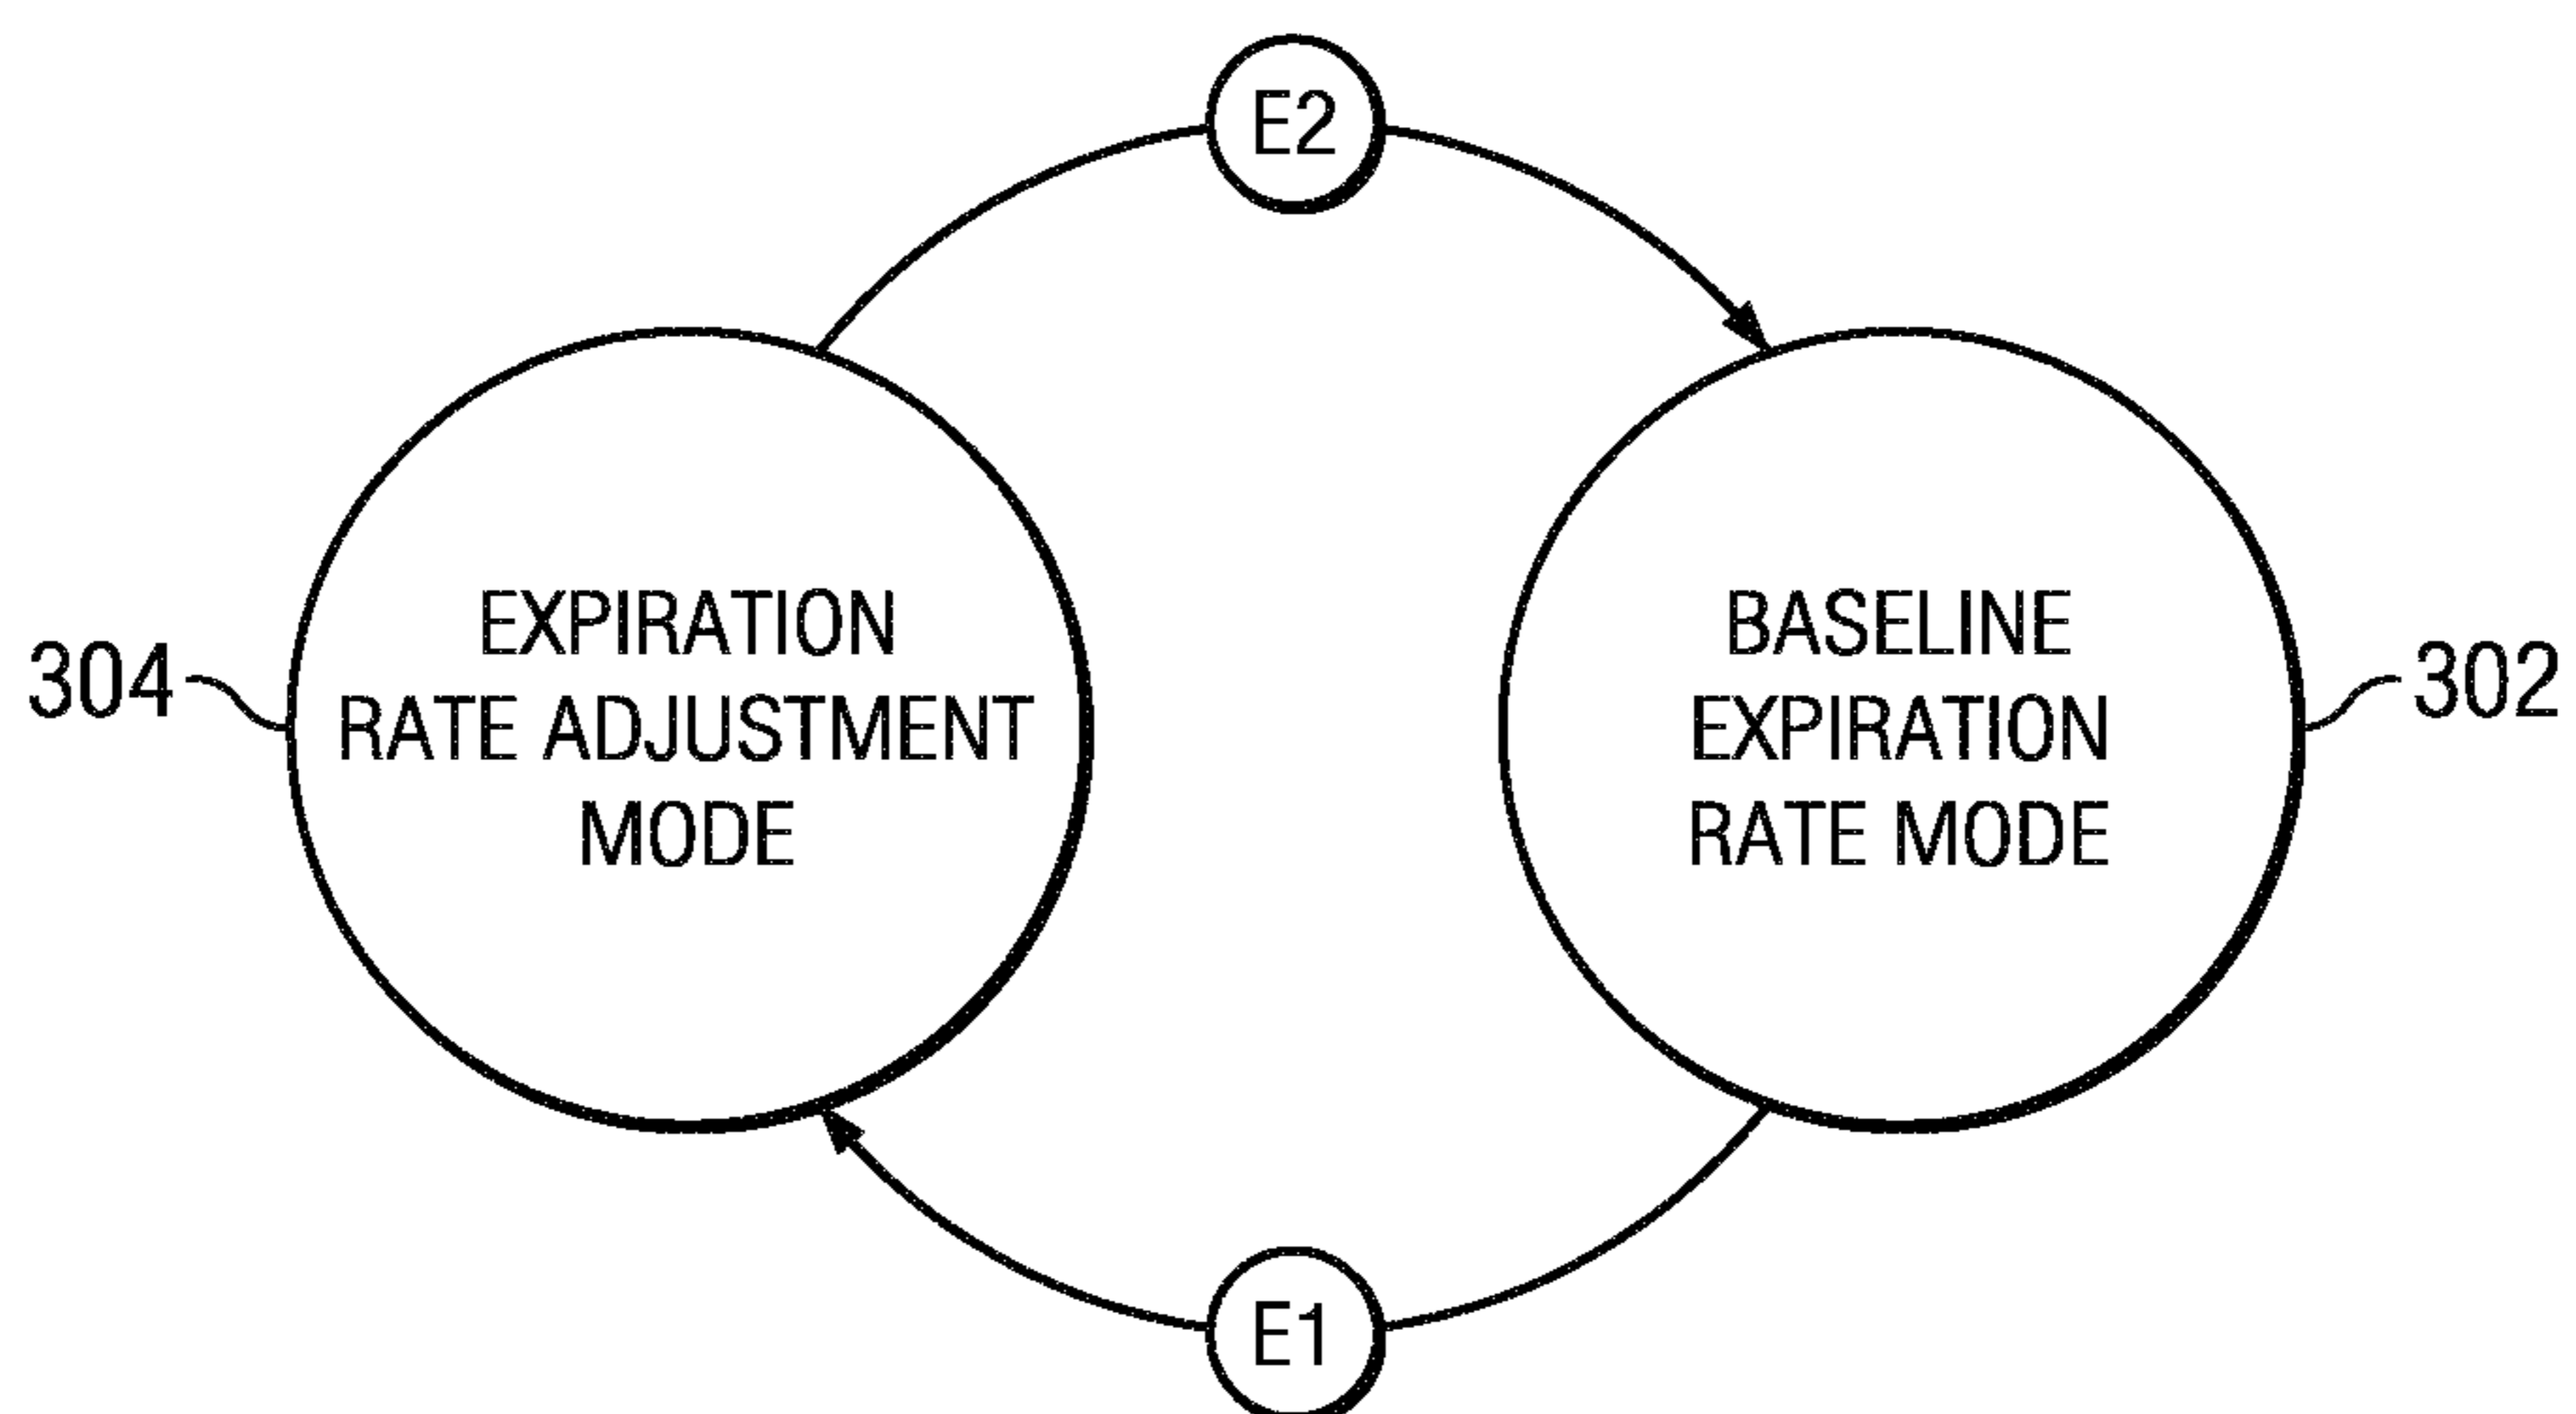 E2
EXPIRATION
RATE ADJUSTMENT
MODE
304
BASELINE
EXPIRATION
RATE MODE
302
E1